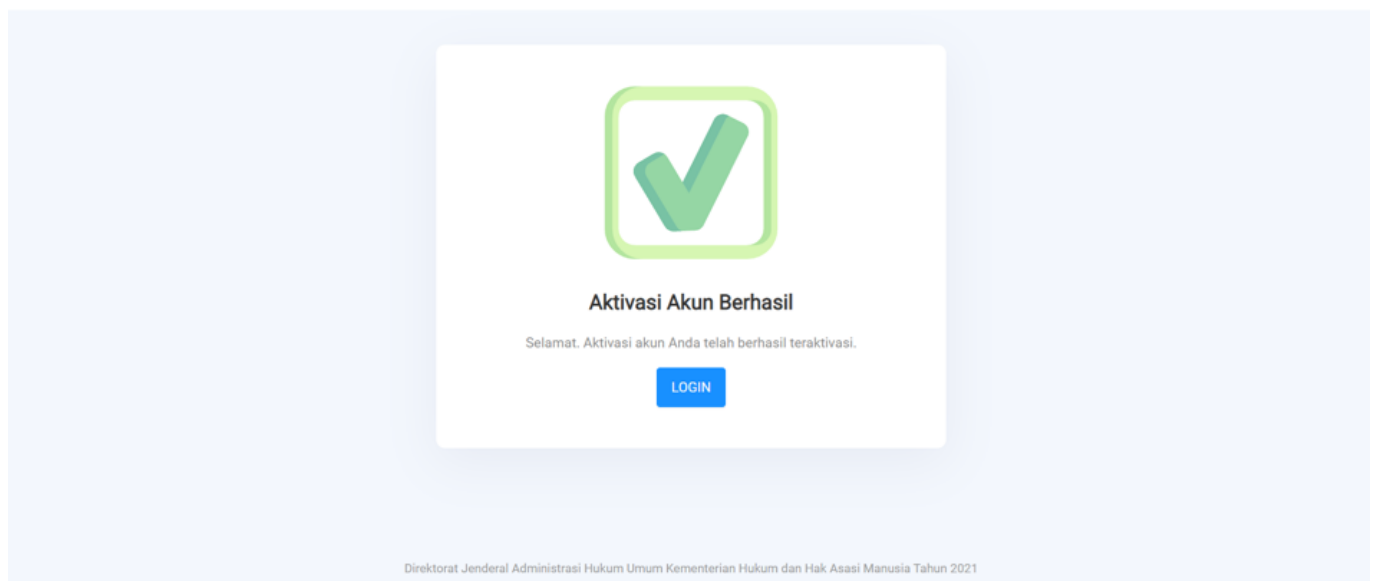 Aktivasi Akun Berhasil
Selamat. Aktivasi akun Anda telah berhasil teraktivasi.
LOGIN
Direktorat Jenderal Administrasi Hukum Umum Kementerian Hukum dan Hak Asasi Manusia Tahun 2021